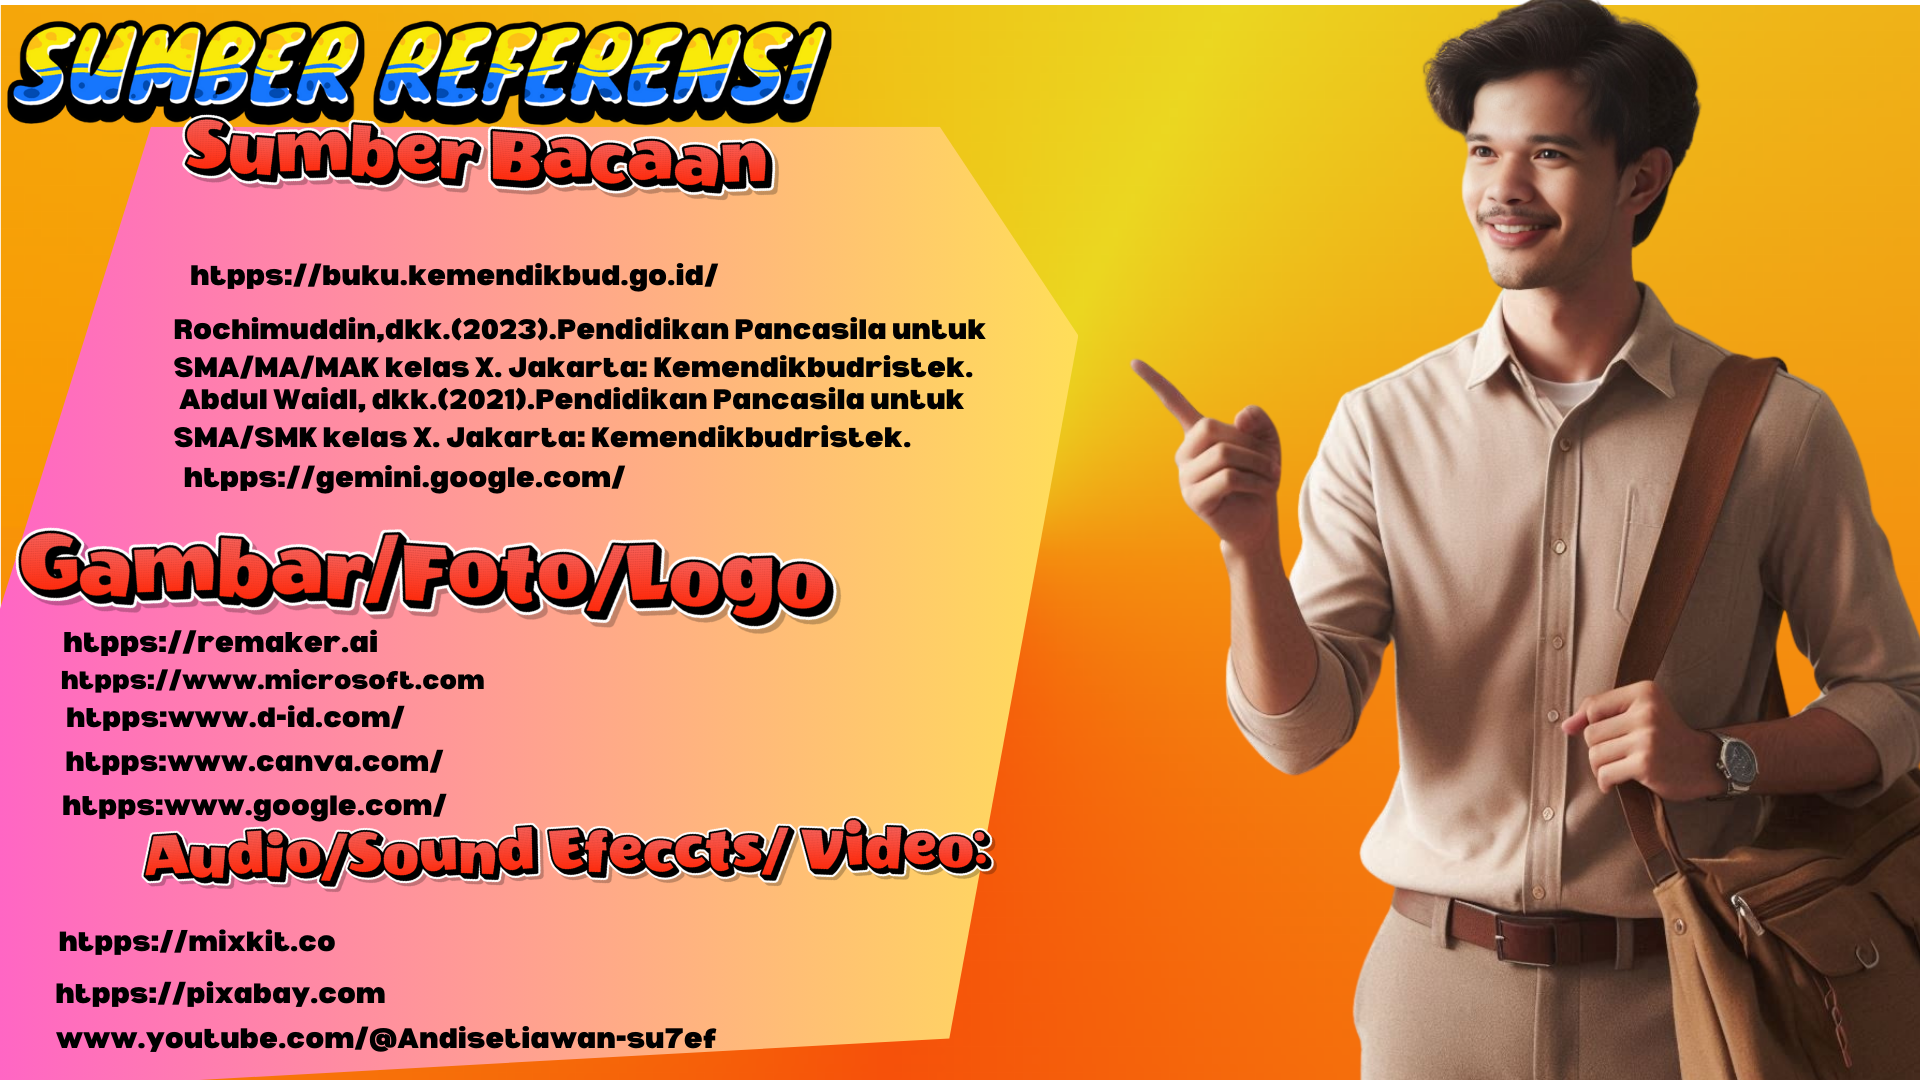 SUMBER REFERENSI
Sumber Bacaan
htpps://buku.kemendikbud.go.id/
Rochimuddin,dkk.(2023).Pendidikan Pancasila untuk
SMA/MA/MAK kelas X. Jakarta: Kemendikbudristek.
Abdul Waidl, dkk.(2021).Pendidikan Pancasila untuk
SMA/SMK kelas X. Jakarta: Kemendikbudristek.
htpps://gemini.google.com/
Gambar/Foto/Logo
htpps://remaker.ai
htpps://www.microsoft.com
htpps:www.d-id.com/
htpps:www.canva.com/
htpps:www.google.com/
Audio/Sound Efeccts/ Video:
htpps://mixkit.co
htpps://pixabay.com
www.youtube.com/@Andisetiawan-su7ef